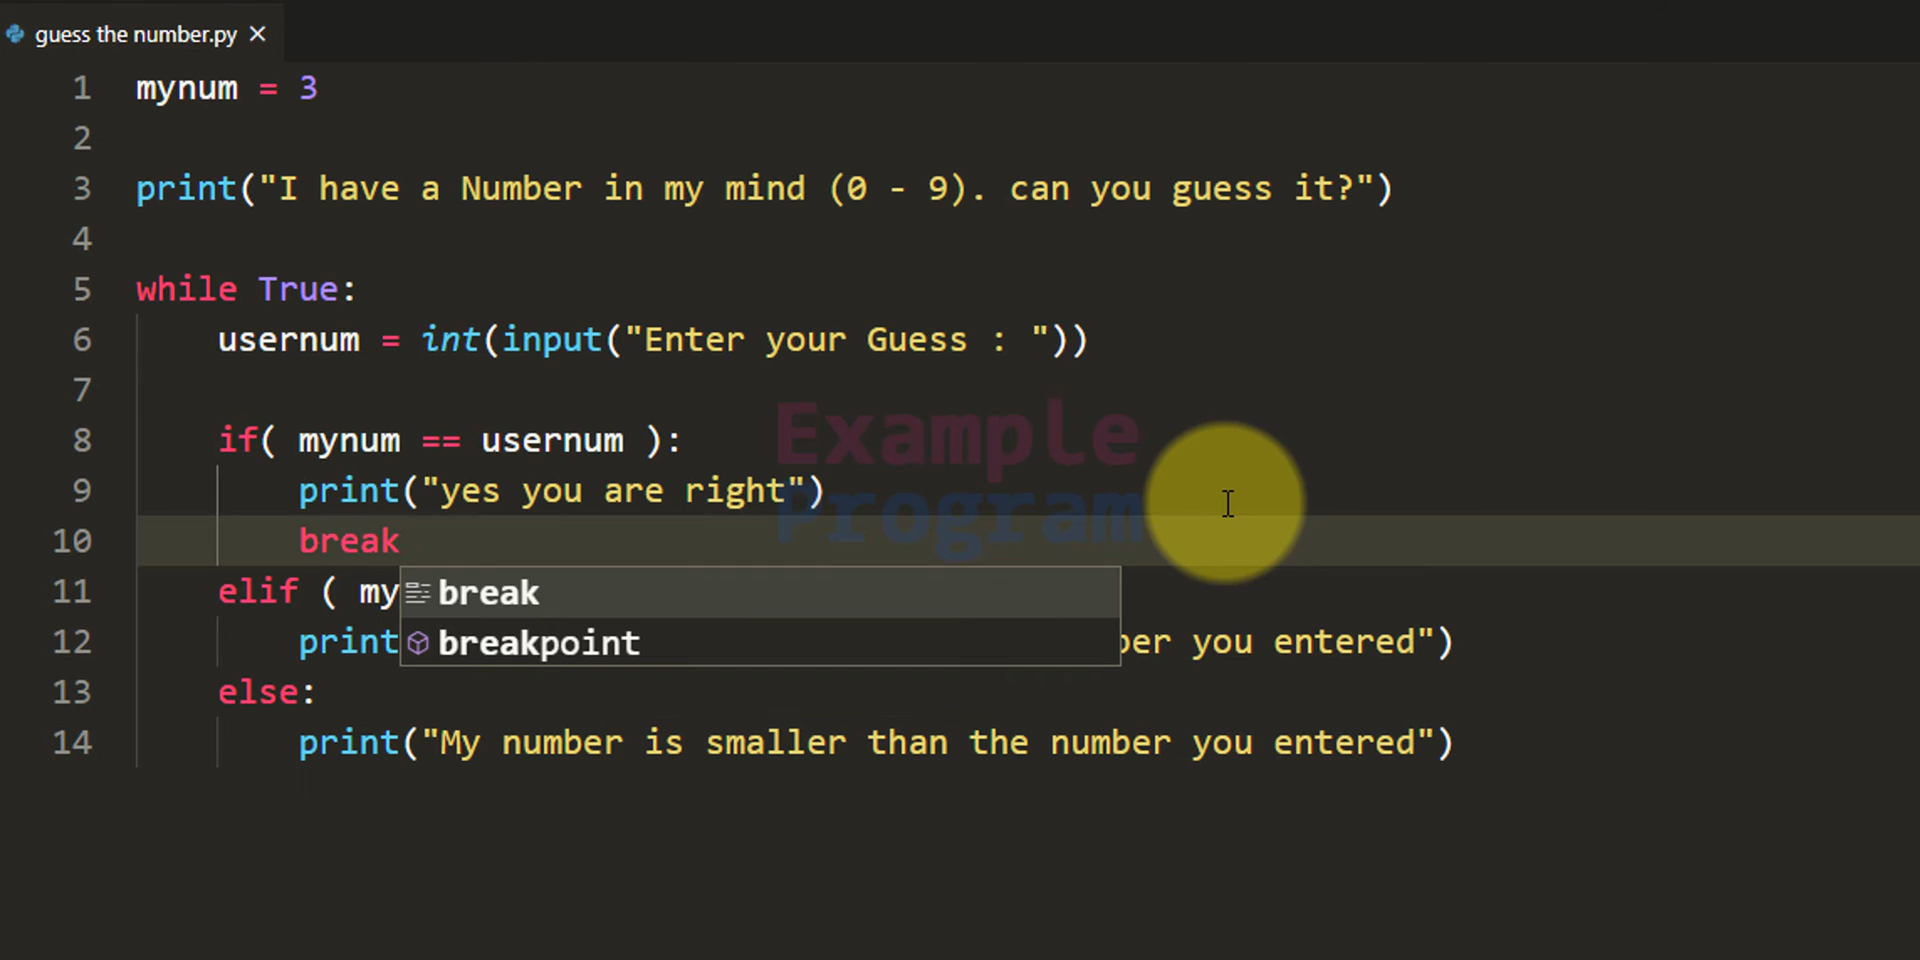 guess the number.py
1 mynum = 3
2
3 print("I have a Number in my mind (0 - 9). can you guess it?")
4
5 while True:
6 usernum = int(input("Enter your Guess : "))
7
Example
8 if( mynum == usernum ):
9 print("yes you are right")
Program
10 break
11 elif ( my
break
12 print
breakpoint
you entered")
13 else:
14 print("My number is smaller than the number you entered")